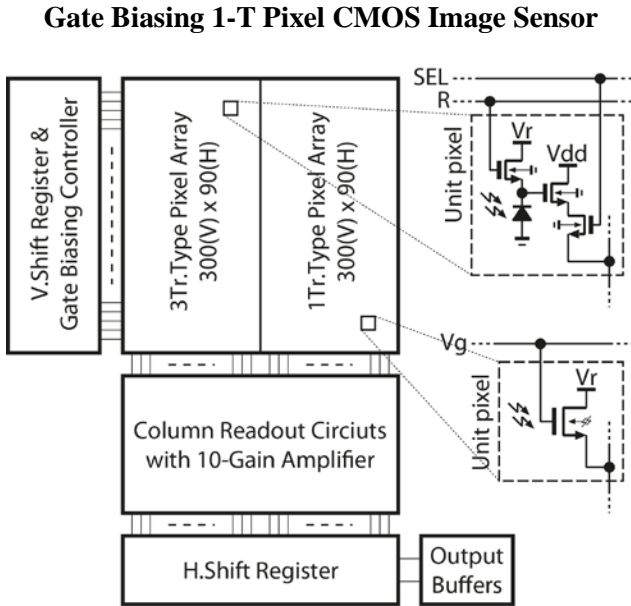 Gate Biasing 1-T Pixel CMOS Image Sensor
V.Shift Register &
Gate Biasing Controller
3Tr.Type Pixel Array
300(V) x 90(H)
1Tr.Type Pixel Array
300(V) x 90(H)
SEL
R
Unit pixel
Vr
Vdd
Vg
Unit pixel
Vr
Column Readout Circiuts
with 10-Gain Amplifier
H.Shift Register
Output
Buffers